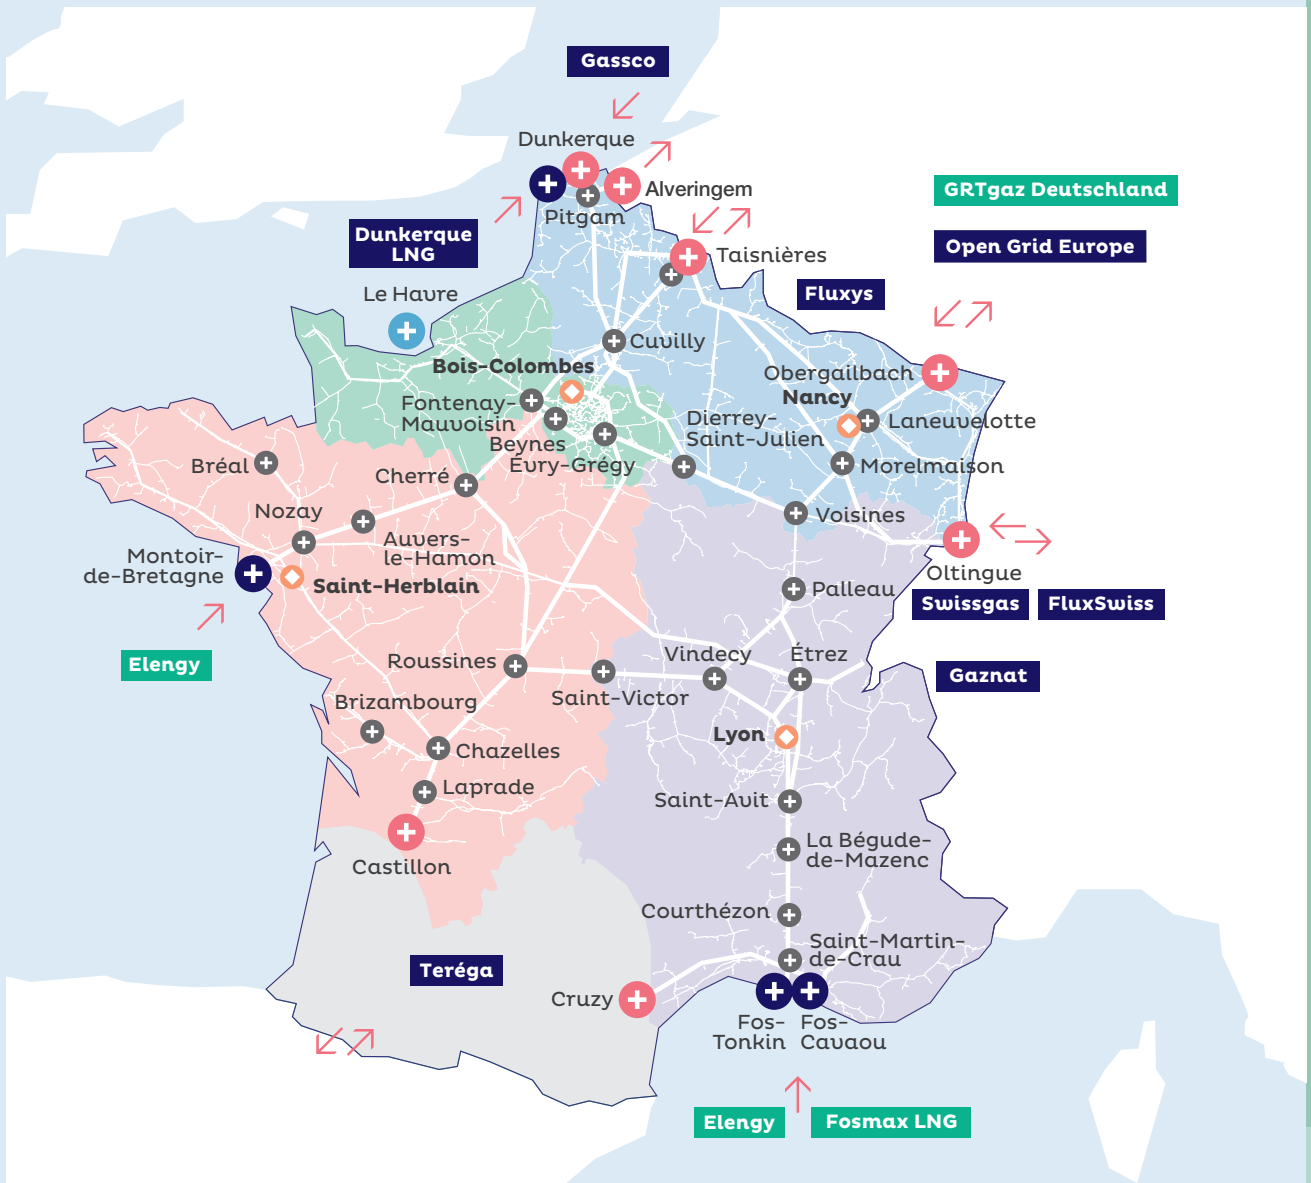 Gassco
Dunkerque
Alveringem
Pitgam
GRTgaz Deutschland
Dunkerque
LNG
Open Grid Europe
Taisnières
Le Havre
Fluxys
Cuvilly
Bois-Colombes
Obergailbach
Nancy
Fontenay-
Mauvoisin
Dierrey-
Saint-Julien
Laneuvelotte
Beynes
Évry-Grégy
Bréal
Cherré
Morelmaison
Nozay
Voisines
Auvers-
le-Hamon
Montoir-
de-Bretagne
Saint-Herblain
Oltingue
Palleau
Swissgas
FluxSwiss
Elengy
Roussines
Vindecy
Étrez
Gaznat
Saint-Victor
Brizambourg
Lyon
Chazelles
Laprade
Saint-Avit
La Bégude-
de-Mazenc
Castillon
Courthézon
Saint-Martin-
de-Crau
Teréga
Cruzy
Fos-
Tonkin
Fos-
Cavaou
Elengy
Fosmax LNG